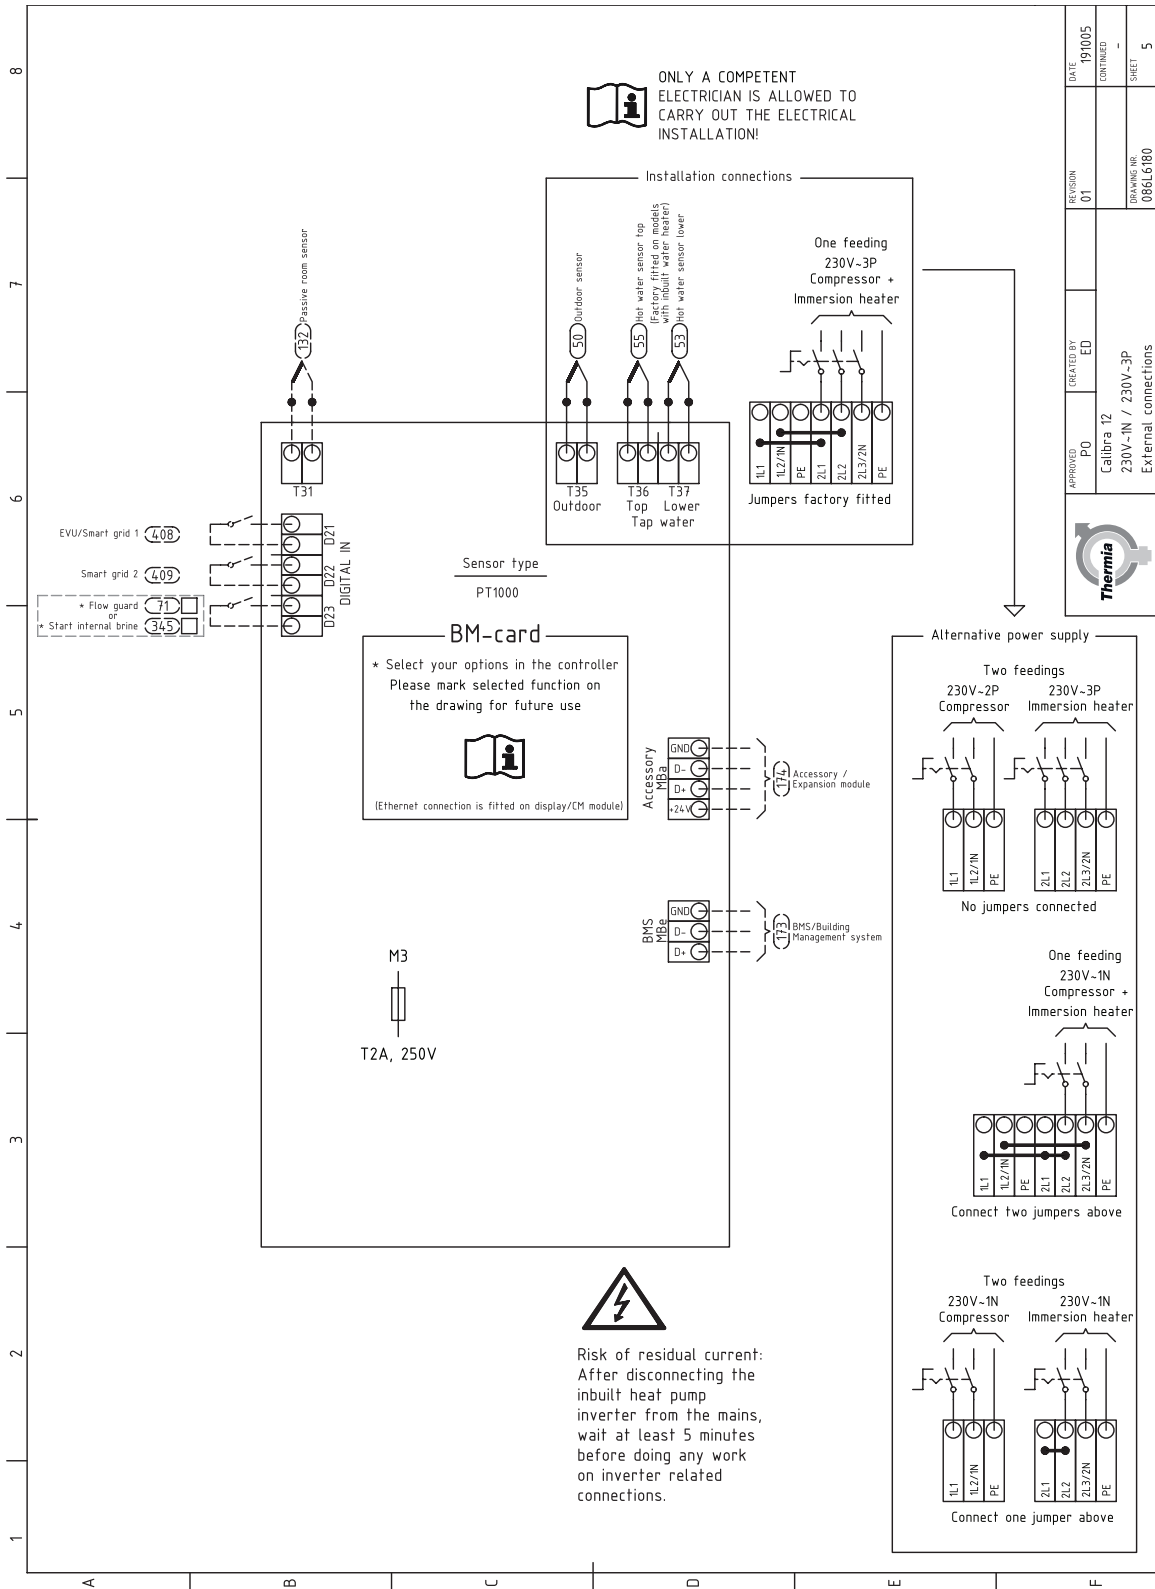 ONLY A COMPETENT
ELECTRICIAN IS ALLOWED TO
CARRY OUT THE ELECTRICAL
INSTALLATION!
Installation connections
132
Passive room sensor
50
Outdoor sensor
55
Hot water sensor top
(Factory fitted on models
with inbuilt water heater)
53
Hot water sensor lower
One feeding
230V~3P
Compressor +
Immersion heater
1L1
1L2/1N
PE
2L1
2L2
2L3/2N
PE
Jumpers factory fitted
T31
T35
Outdoor
T36
Top
T37
Lower
Tap water
EVU/Smart grid 1
408
Smart grid 2
409
* Flow guard
71
or
* Start internal brine
345
D21
D22
D23
DIGITAL IN
Sensor type
PT1000
BM-card
* Select your options in the controller
Please mark selected function on
the drawing for future use
(Ethernet connection is fitted on display/CM module)
Accessory
MBa
GND
D-
D+
+24V
174
Accessory /
Expansion module
BMS
MBe
GND
D-
D+
173
BMS/Building
Management system
M3
T2A, 250V
Risk of residual current:
After disconnecting the
inbuilt heat pump
inverter from the mains,
wait at least 5 minutes
before doing any work
on inverter related
connections.
Alternative power supply
Two feedings
230V~2P
Compressor
230V~3P
Immersion heater
1L1
1L2/1N
PE
2L1
2L2
2L3/2N
PE
No jumpers connected
One feeding
230V~1N
Compressor +
Immersion heater
1L1
1L2/1N
PE
2L1
2L2
2L3/2N
PE
Connect two jumpers above
Two feedings
230V~1N
Compressor
230V~1N
Immersion heater
1L1
1L2/1N
PE
2L1
2L2
2L3/2N
PE
Connect one jumper above
Thermia
APPROVED
PO
CREATED BY
ED
REVISION
01
DATE
191005
Calibra 12
230V~1N / 230V~3P
External connections
CONTINUED
-
DRAWING NR.
086L6180
SHEET
5
8
7
6
5
4
3
2
1
A
B
C
D
E
F